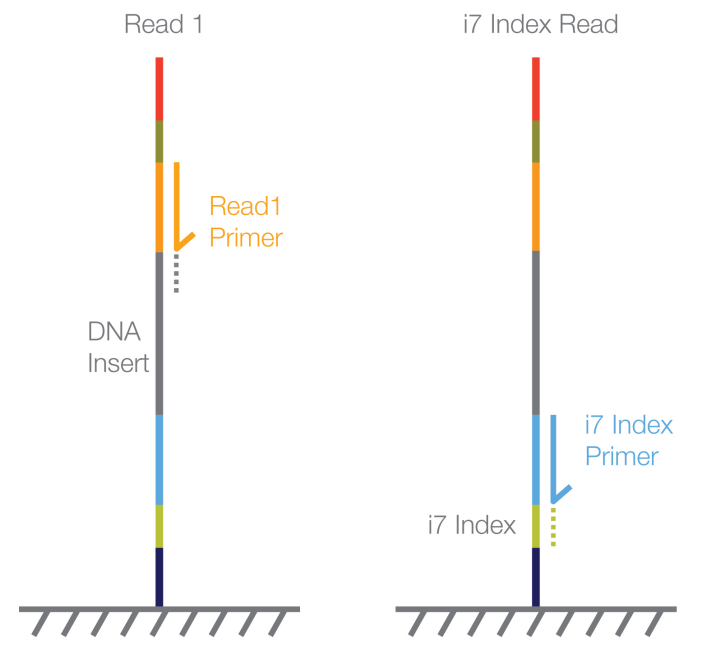 Read 1
i7 Index Read
Read1
Primer
DNA
Insert
i7 Index
Primer
i7 Index